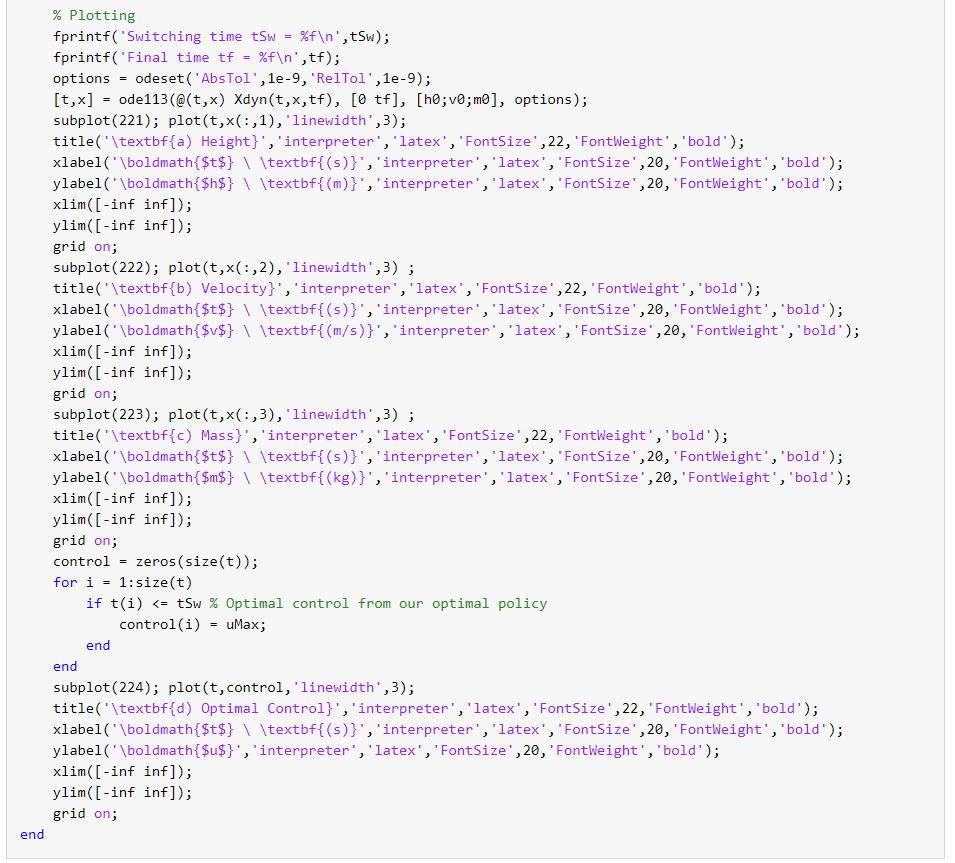 % Plotting
fprintf('Switching time tSw = %f\n',tSw);
fprintf('Final time tf = %f\n',tf);
options = odeset('AbsTol',1e-9,'RelTol',1e-9);
[t,x] = ode113(@(t,x) Xdyn(t,x,tf), [0 tf], [h0;v0;m0], options);
subplot(221); plot(t,x(:,1),'linewidth',3);
title('\textbf{a) Height}','interpreter','latex','FontSize',22,'FontWeight','bold');
xlabel('\boldmath{$t$} \ \textbf{(s)}','interpreter','latex','FontSize',20,'FontWeight','bold');
ylabel('\boldmath{$h$} \ \textbf{(m)}','interpreter','latex','FontSize',20,'FontWeight','bold');
xlim([-inf inf]);
ylim([-inf inf]);
grid on;
subplot(222); plot(t,x(:,2),'linewidth',3) ;
title('\textbf{b) Velocity}','interpreter','latex','FontSize',22,'FontWeight','bold');
xlabel('\boldmath{$t$} \ \textbf{(s)}','interpreter','latex','FontSize',20,'FontWeight','bold');
ylabel('\boldmath{$v$} \ \textbf{(m/s)}','interpreter','latex','FontSize',20,'FontWeight','bold');
xlim([-inf inf]);
ylim([-inf inf]);
grid on;
subplot(223); plot(t,x(:,3),'linewidth',3) ;
title('\textbf{c) Mass}','interpreter','latex','FontSize',22,'FontWeight','bold');
xlabel('\boldmath{$t$} \ \textbf{(s)}','interpreter','latex','FontSize',20,'FontWeight','bold');
ylabel('\boldmath{$m$} \ \textbf{(kg)}','interpreter','latex','FontSize',20,'FontWeight','bold');
xlim([-inf inf]);
ylim([-inf inf]);
grid on;
control = zeros(size(t));
for i = 1:size(t)
if t(i) <= tSw % Optimal control from our optimal policy
control(i) = uMax;
end
end
subplot(224); plot(t,control,'linewidth',3);
title('\textbf{d) Optimal Control}','interpreter','latex','FontSize',22,'FontWeight','bold');
xlabel('\boldmath{$t$} \ \textbf{(s)}','interpreter','latex','FontSize',20,'FontWeight','bold');
ylabel('\boldmath{$u$}','interpreter','latex','FontSize',20,'FontWeight','bold');
xlim([-inf inf]);
ylim([-inf inf]);
grid on;
end